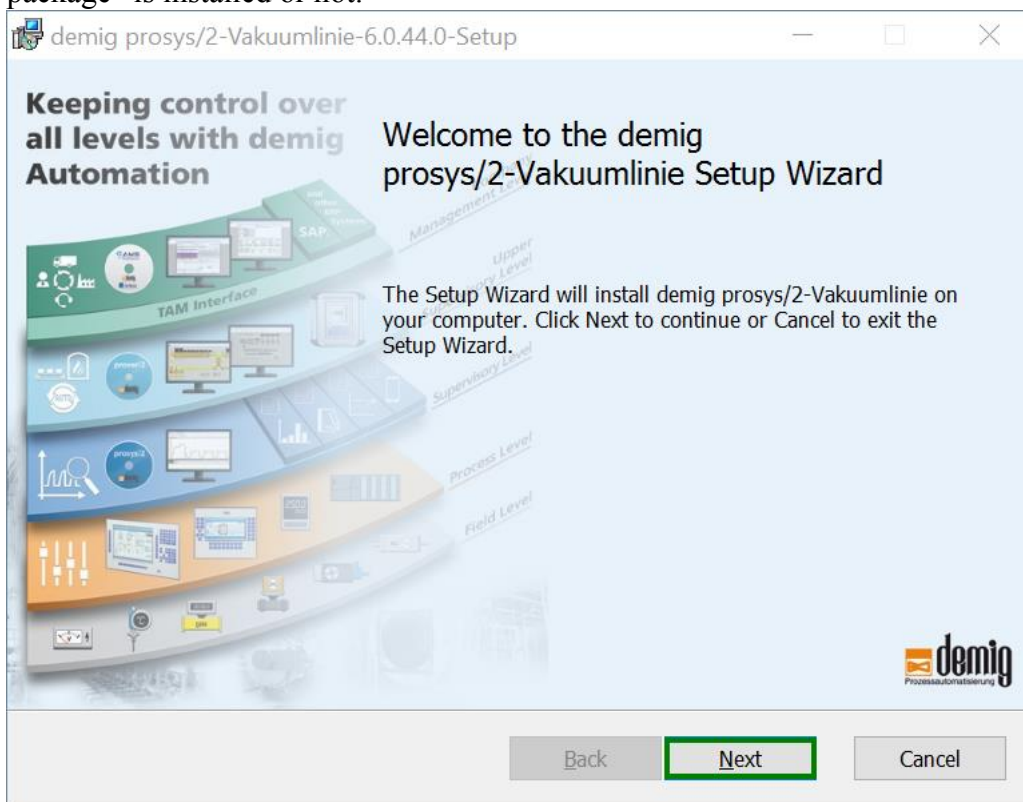 package" is installed or not.
demig prosys/2-Vakuumlinie-6.0.44.0-Setup
Keeping control over
all levels with demig
Automation
Welcome to the demig
prosys/2-Vakuumlinie Setup Wizard
The Setup Wizard will install demig prosys/2-Vakuumlinie on
your computer. Click Next to continue or Cancel to exit the
Setup Wizard.
Management Level
SAP.
Upper
Supervisory Level
TAM Interface
Supervisory Level
prosys/2
Process Level
Field Level
demig
Prozessautomatisierung
Back
Next
Cancel